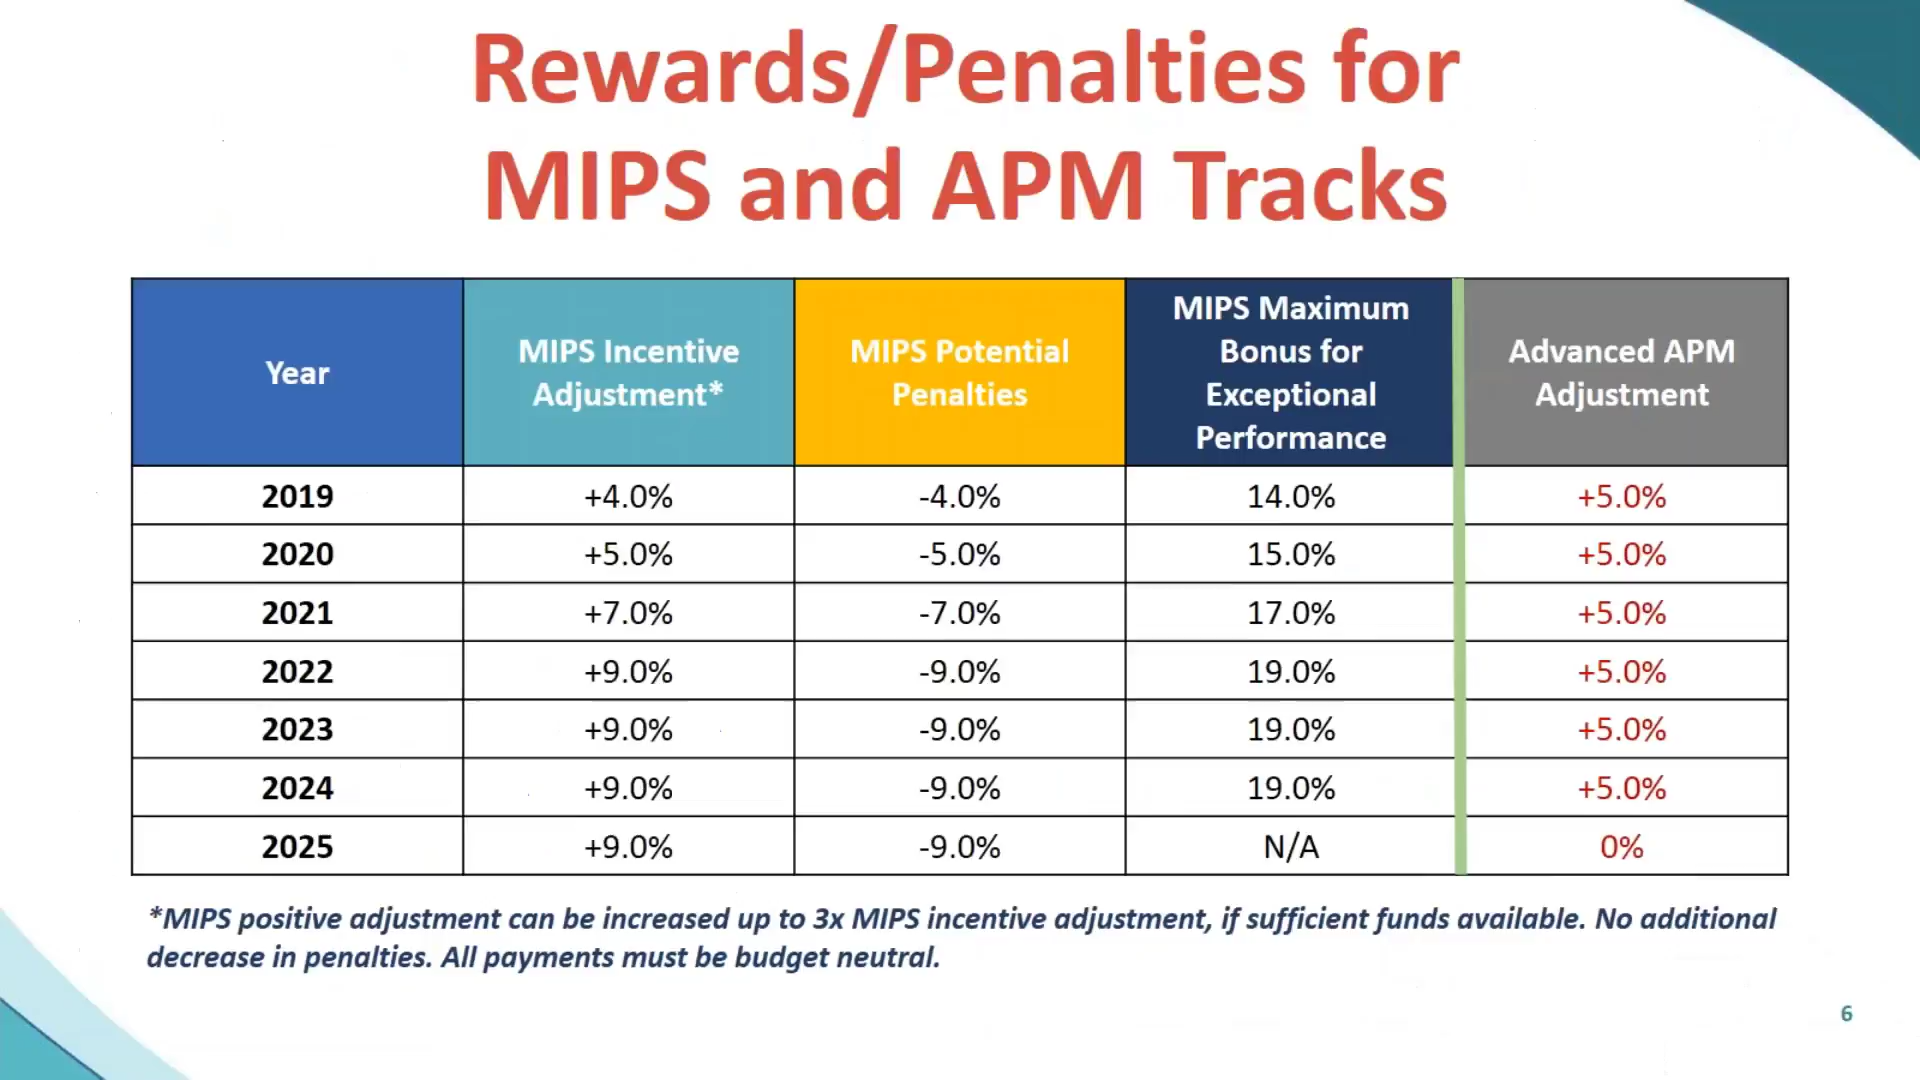 Rewards/Penalties for
MIPS and APM Tracks
Year
MIPS Incentive
Adjustment*
MIPS Potential
Penalties
MIPS Maximum
Bonus for
Exceptional
Performance
Advanced APM
Adjustment
2019 +4.0% -4.0% 14.0% +5.0%
2020 +5.0% -5.0% 15.0% +5.0%
2021 +7.0% -7.0% 17.0% +5.0%
2022 +9.0% -9.0% 19.0% +5.0%
2023 +9.0% -9.0% 19.0% +5.0%
2024 +9.0% -9.0% 19.0% +5.0%
2025 +9.0% -9.0% N/A 0%
*MIPS positive adjustment can be increased up to 3x MIPS incentive adjustment, if sufficient funds available. No additional
decrease in penalties. All payments must be budget neutral.
6